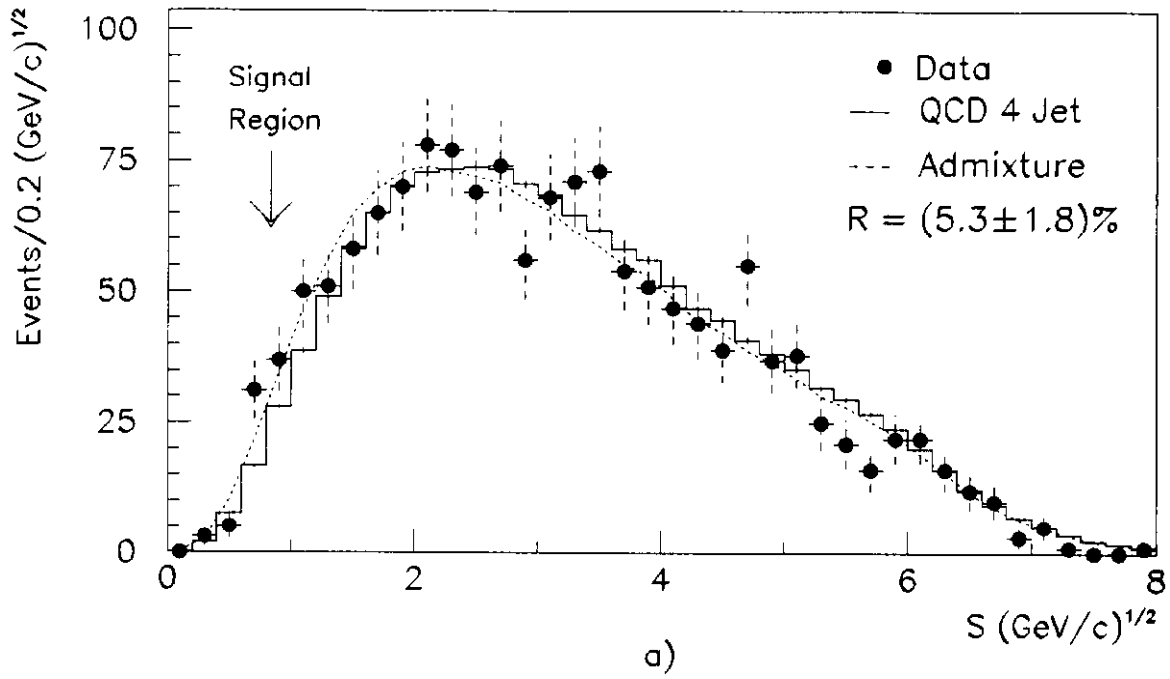 Events/0.2 (GeV/c)^1/2
100
75
50
25
0
Signal
Region
● Data
— QCD 4 Jet
---- Admixture
R = (5.3±1.8)%
0 2 4 6 8
S (GeV/c)^1/2
a)